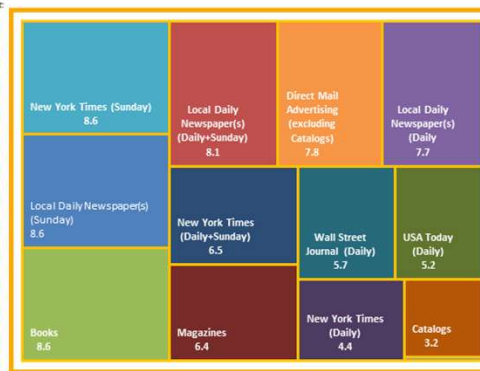 New York Times (Sunday)
8.6
Local Daily
Newspaper(s)
(Daily+Sunday)
8.1
Direct Mail
Advertising
(excluding
Catalogs)
7.8
Local Daily
Newspaper(s)
(Daily
7.7
Local Daily Newspaper(s)
(Sunday)
8.6
New York Times
(Daily+Sunday)
6.5
Wall Street
Journal (Daily)
5.7
USA Today
(Daily)
5.2
Books
8.6
Magazines
6.4
New York Times
(Daily)
4.4
Catalogs
3.2